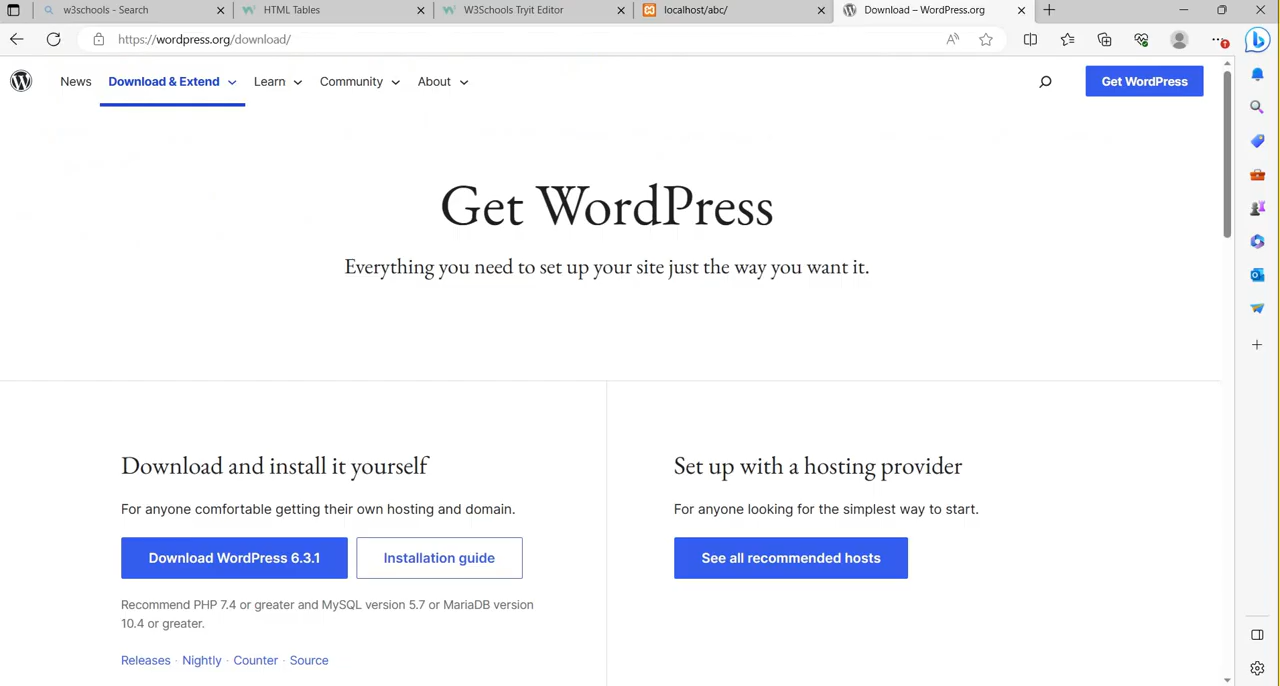 w3schools - Search
HTML Tables
W3Schools Tryit Editor
localhost/abc/
Download – WordPress.org
https://wordpress.org/download/
News
Download & Extend
Learn
Community
About
Get WordPress
Get WordPress
Everything you need to set up your site just the way you want it.
Download and install it yourself
For anyone comfortable getting their own hosting and domain.
Download WordPress 6.3.1
Installation guide
Recommend PHP 7.4 or greater and MySQL version 5.7 or MariaDB version
10.4 or greater.
Releases · Nightly · Counter · Source
Set up with a hosting provider
For anyone looking for the simplest way to start.
See all recommended hosts